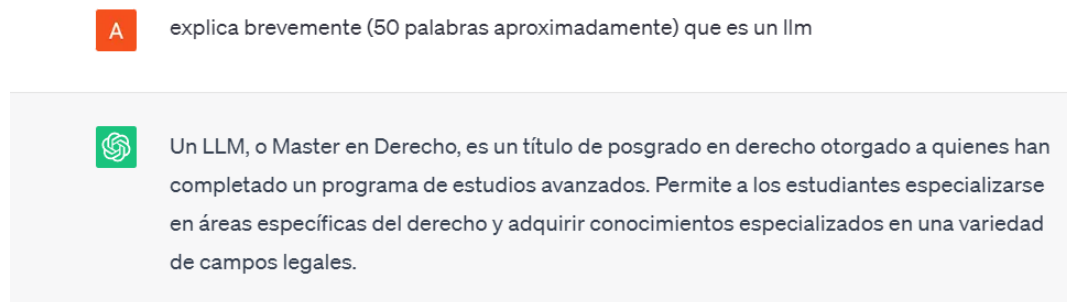 A
explica brevemente (50 palabras aproximadamente) que es un llm
Un LLM, o Master en Derecho, es un título de posgrado en derecho otorgado a quienes han
completado un programa de estudios avanzados. Permite a los estudiantes especializarse
en áreas específicas del derecho y adquirir conocimientos especializados en una variedad
de campos legales.